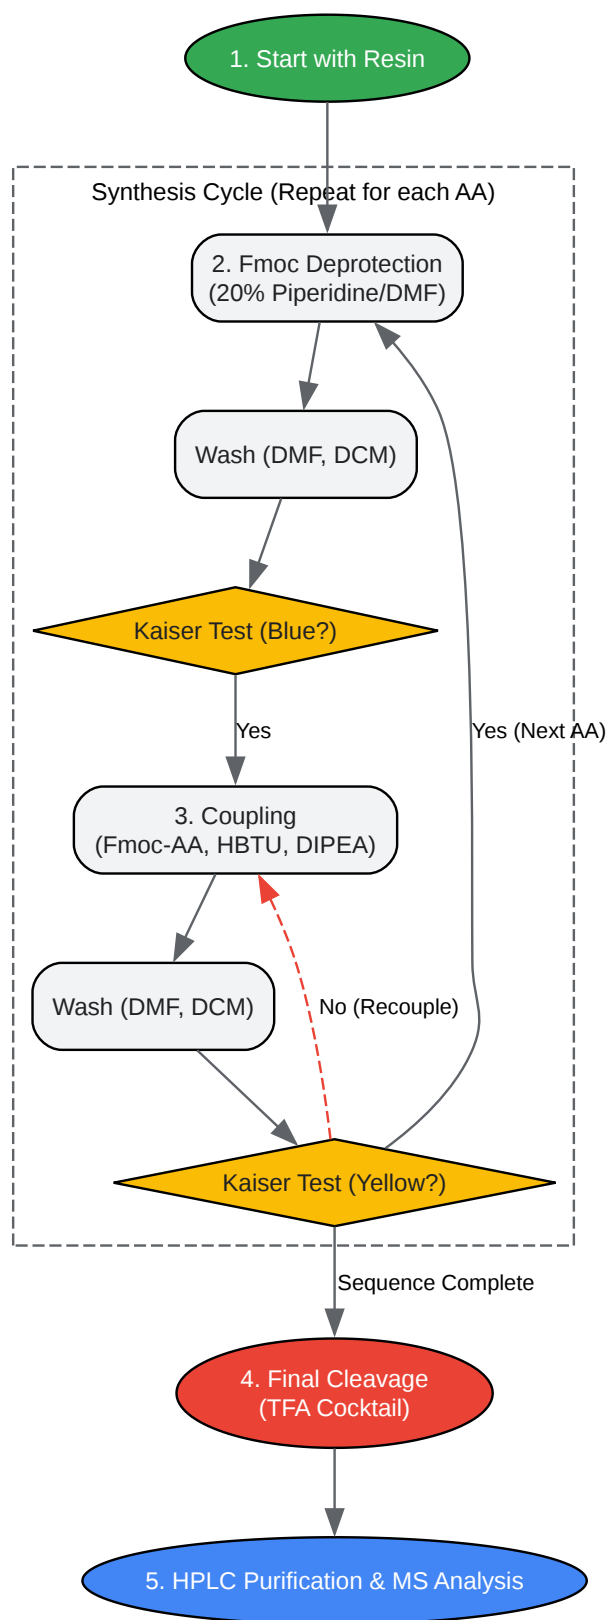 1. Start with Resin
Synthesis Cycle (Repeat for each AA)
2. Fmoc Deprotection
(20% Piperidine/DMF)
Wash (DMF, DCM)
Kaiser Test (Blue?)
Yes
Yes (Next AA)
3. Coupling
(Fmoc-AA, HBTU, DIPEA)
Wash (DMF, DCM)
No (Recouple)
Kaiser Test (Yellow?)
Sequence Complete
4. Final Cleavage
(TFA Cocktail)
5. HPLC Purification & MS Analysis